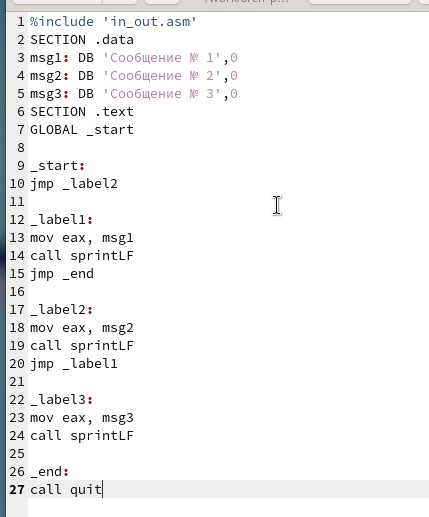 1 %include 'in_out.asm'
2 SECTION .data
3 msg1: DB 'Сообщение № 1',0
4 msg2: DB 'Сообщение № 2',0
5 msg3: DB 'Сообщение № 3',0
6 SECTION .text
7 GLOBAL _start
8
9 _start:
10 jmp _label2
11
12 _label1:
13 mov eax, msg1
14 call sprintLF
15 jmp _end
16
17 _label2:
18 mov eax, msg2
19 call sprintLF
20 jmp _label1
21
22 _label3:
23 mov eax, msg3
24 call sprintLF
25
26 _end:
27 call quit